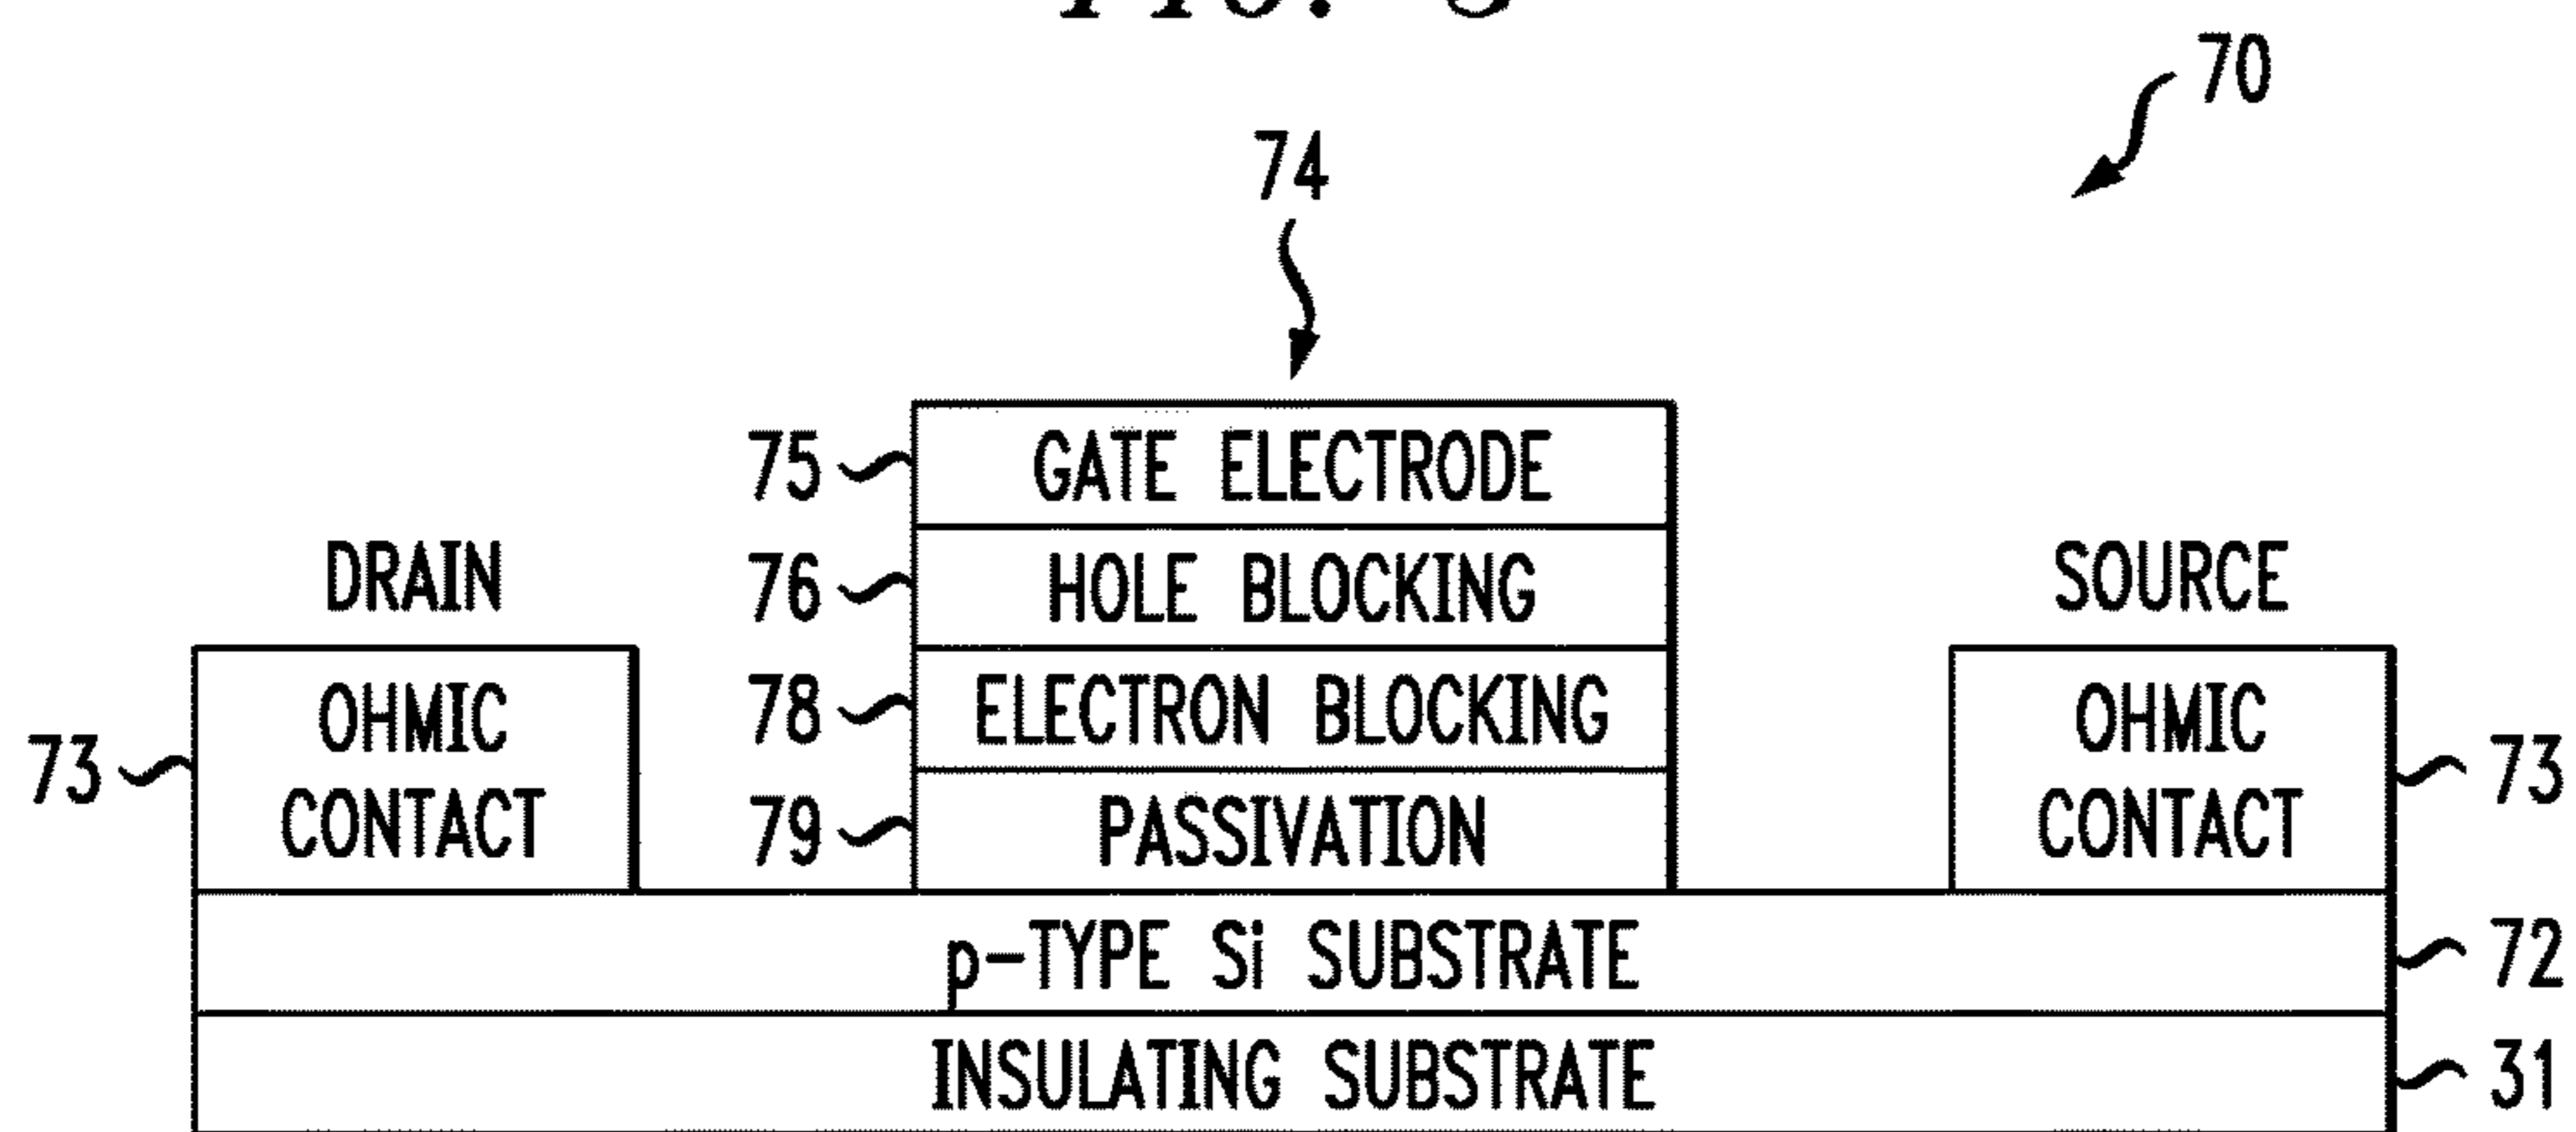 70
74
75 GATE ELECTRODE
DRAIN 76 HOLE BLOCKING SOURCE
OHMIC 78 ELECTRON BLOCKING OHMIC
73 CONTACT 79 PASSIVATION CONTACT 73
p-TYPE Si SUBSTRATE 72
INSULATING SUBSTRATE 31